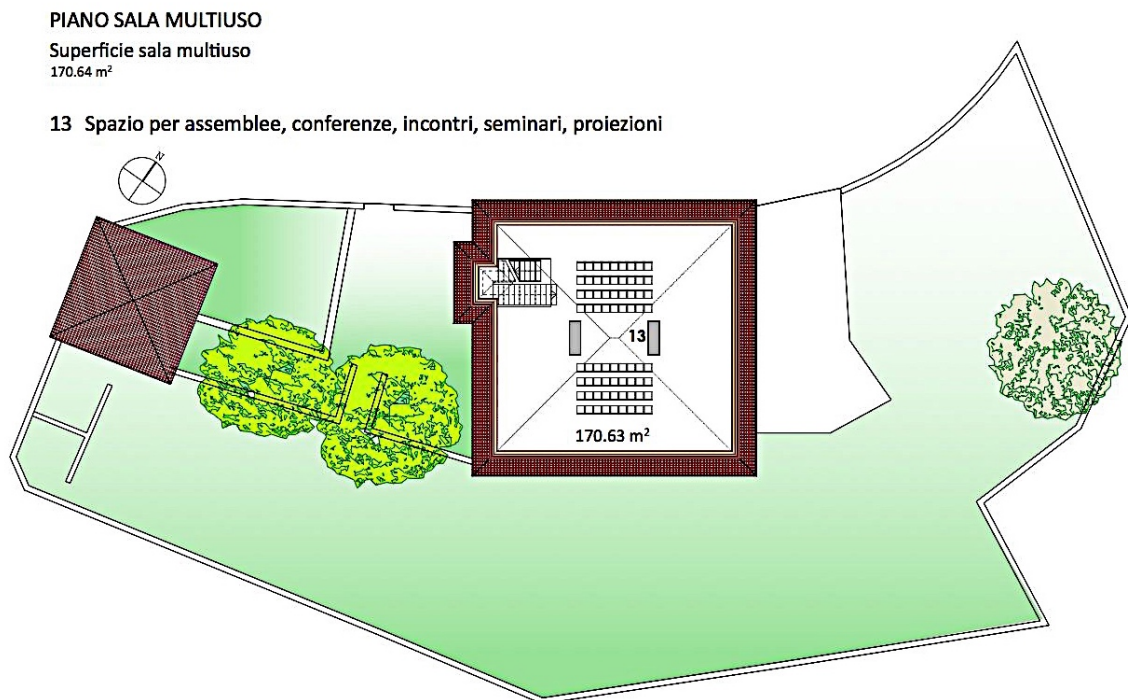 PIANO SALA MULTIUSO
Superficie sala multiuso
170.64 m²
13 Spazio per assemblee, conferenze, incontri, seminari, proiezioni
N
13
170.63 m²